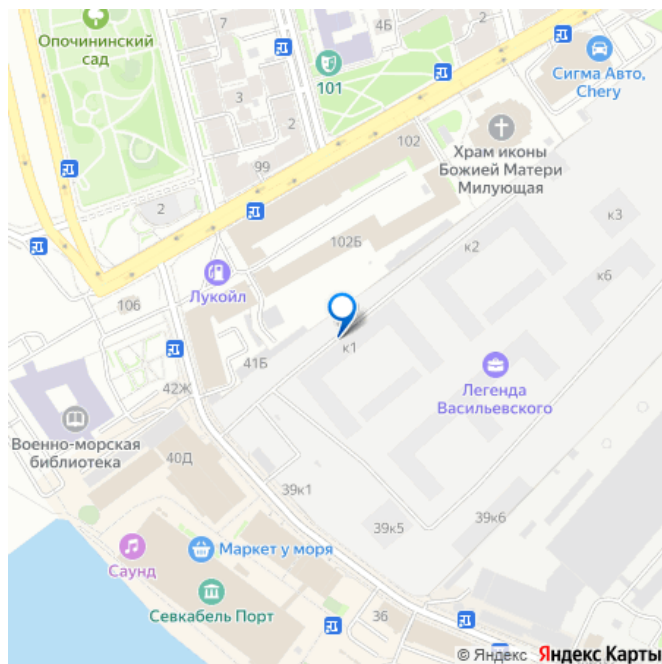 7
4Б
Опочининский
сад
Сигма Авто,
Chery
101
3
2
102
99
Храм иконы
Божией Матери
Милующая
2
к3
102Б
к2
к6
Лукойл
106
к1
41Б
42Ж
Легенда
Васильевского
Военно-морская
библиотека
40Д
39к1
39к5
39к6
Маркет у моря
Саунд
Севкабель Порт
36
© Яндекс Яндекс Карты